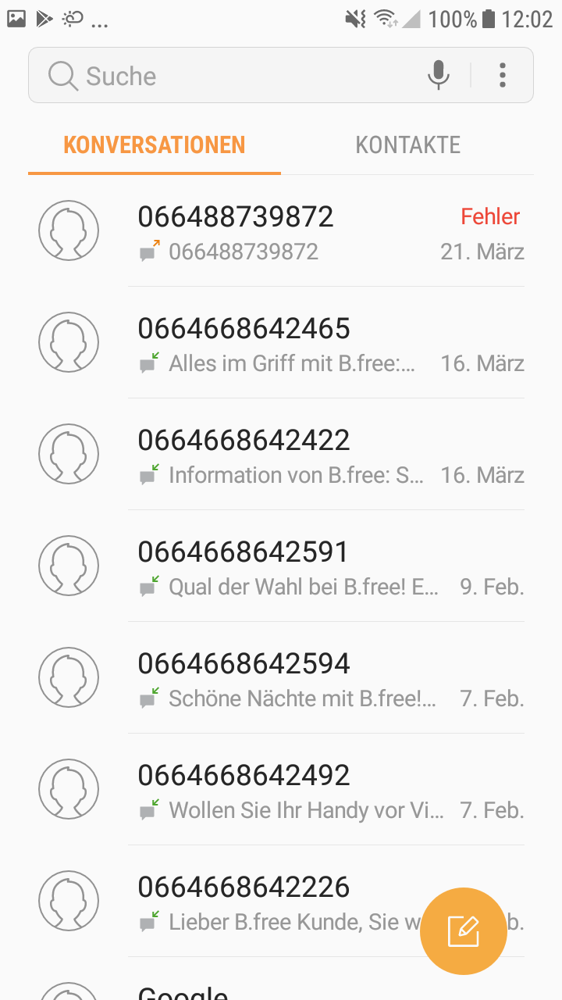 ... 100% 12:02
Suche
KONVERSATIONEN KONTAKTE
066488739872 Fehler
066488739872 21. März
0664668642465
Alles im Griff mit B.free:... 16. März
0664668642422
Information von B.free: S... 16. März
0664668642591
Qual der Wahl bei B.free! E... 9. Feb.
0664668642594
Schöne Nächte mit B.free!... 7. Feb.
0664668642492
Wollen Sie Ihr Handy vor Vi... 7. Feb.
0664668642226
Lieber B.free Kunde, Sie w b.
Google